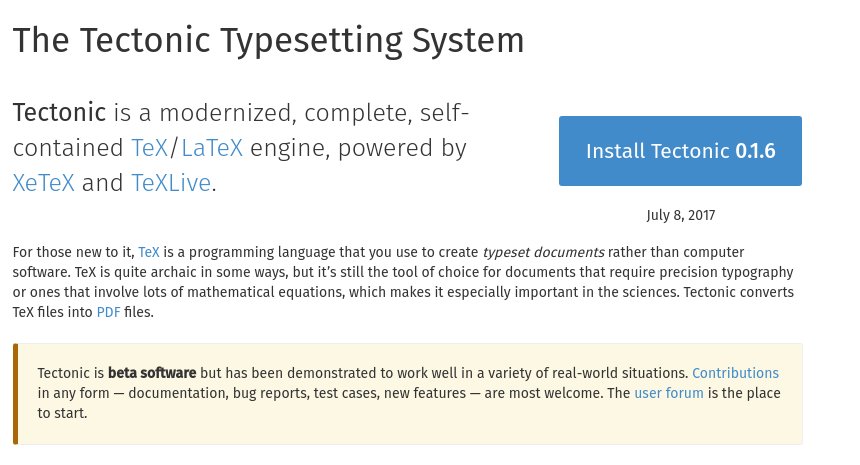 The Tectonic Typesetting System
Tectonic is a modernized, complete, self-
contained TeX/LaTeX engine, powered by
XeTeX and TeXLive.
Install Tectonic 0.1.6
July 8, 2017
For those new to it, TeX is a programming language that you use to create typeset documents rather than computer
software. TeX is quite archaic in some ways, but it’s still the tool of choice for documents that require precision typography
or ones that involve lots of mathematical equations, which makes it especially important in the sciences. Tectonic converts
TeX files into PDF files.
Tectonic is beta software but has been demonstrated to work well in a variety of real-world situations. Contributions
in any form — documentation, bug reports, test cases, new features — are most welcome. The user forum is the place
to start.